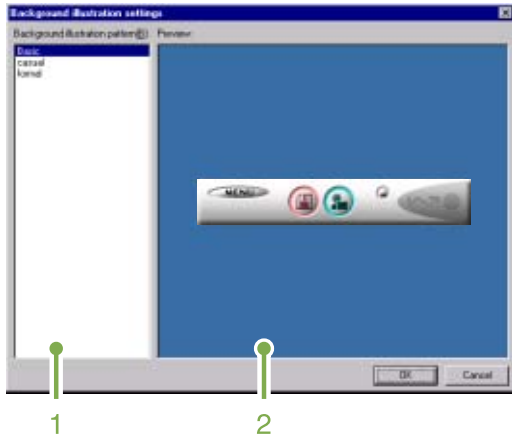 Background illustration settings
Background illustration pattern(B): Preview:
Basic
casual
formal
MENU
OK Cancel
1 2